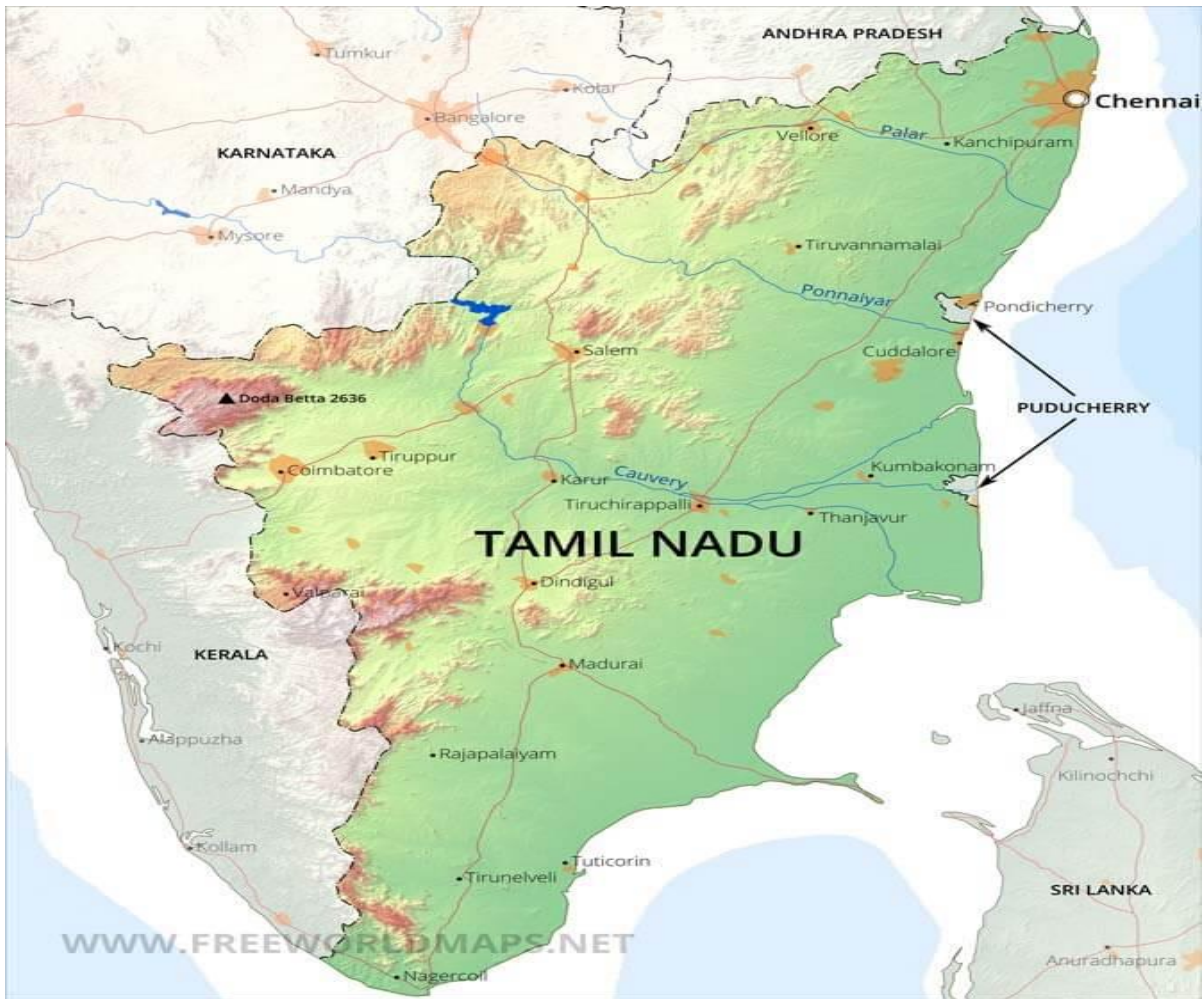 ANDHRA PRADESH
Tumkur
Kolar
Chennai
Bangalore
Vellore
Palar
Kanchipuram
KARNATAKA
Mandya
Mysore
Tiruvannamalai
Ponnaiyar
Pondicherry
Salem
Cuddalore
Doda Betta 2636
PUDUCHERRY
Coimbatore
Tiruppur
Cauvery
Kumbakonam
Karur
Tiruchirappalli
Thanjavur
TAMIL NADU
Dindigul
Valparai
Kochi
KERALA
Madurai
Jaffna
Alappuzha
Rajapalaiyam
Kilinochchi
Kollam
Tuticorin
Tirunelveli
SRI LANKA
WWW.FREEWORLDMAPS.NET
Anuradhapura
Nagercoil